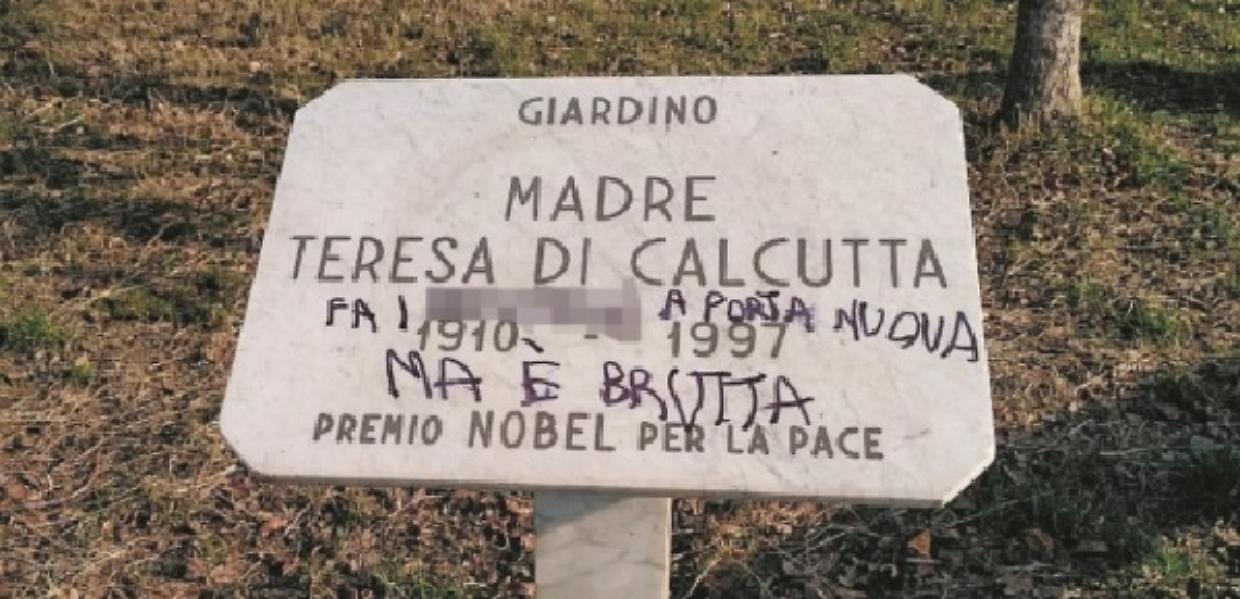 GIARDINO
MADRE
TERESA DI CALCUTTA
FA I A PORTA NUOVA
1910 - 1997
MA È BRUTTA
PREMIO NOBEL PER LA PACE